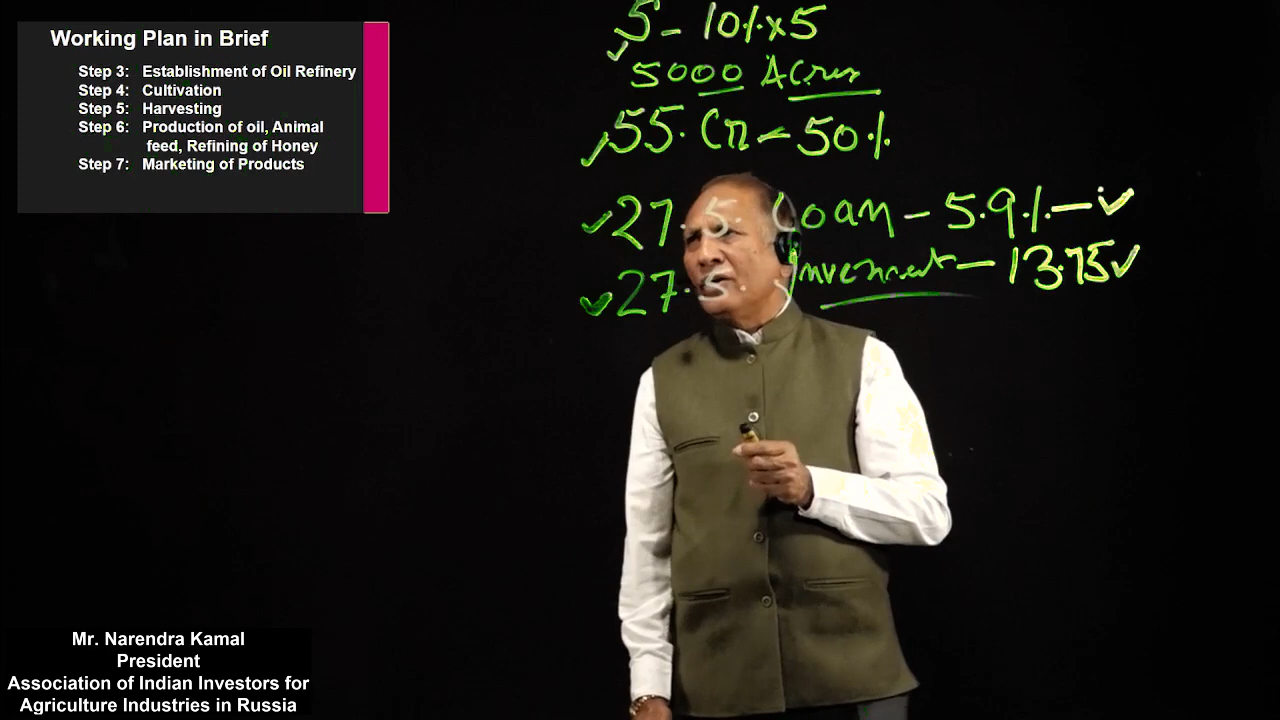 Working Plan in Brief
Step 3: Establishment of Oil Refinery
Step 4: Cultivation
Step 5: Harvesting
Step 6: Production of oil, Animal
feed, Refining of Honey
Step 7: Marketing of Products
5 - 10% x 5
5000 Acres
55. Cr - 50%
27.5. Loan - 5.9% -
27.5. - 13.75
Mr. Narendra Kamal
President
Association of Indian Investors for
Agriculture Industries in Russia